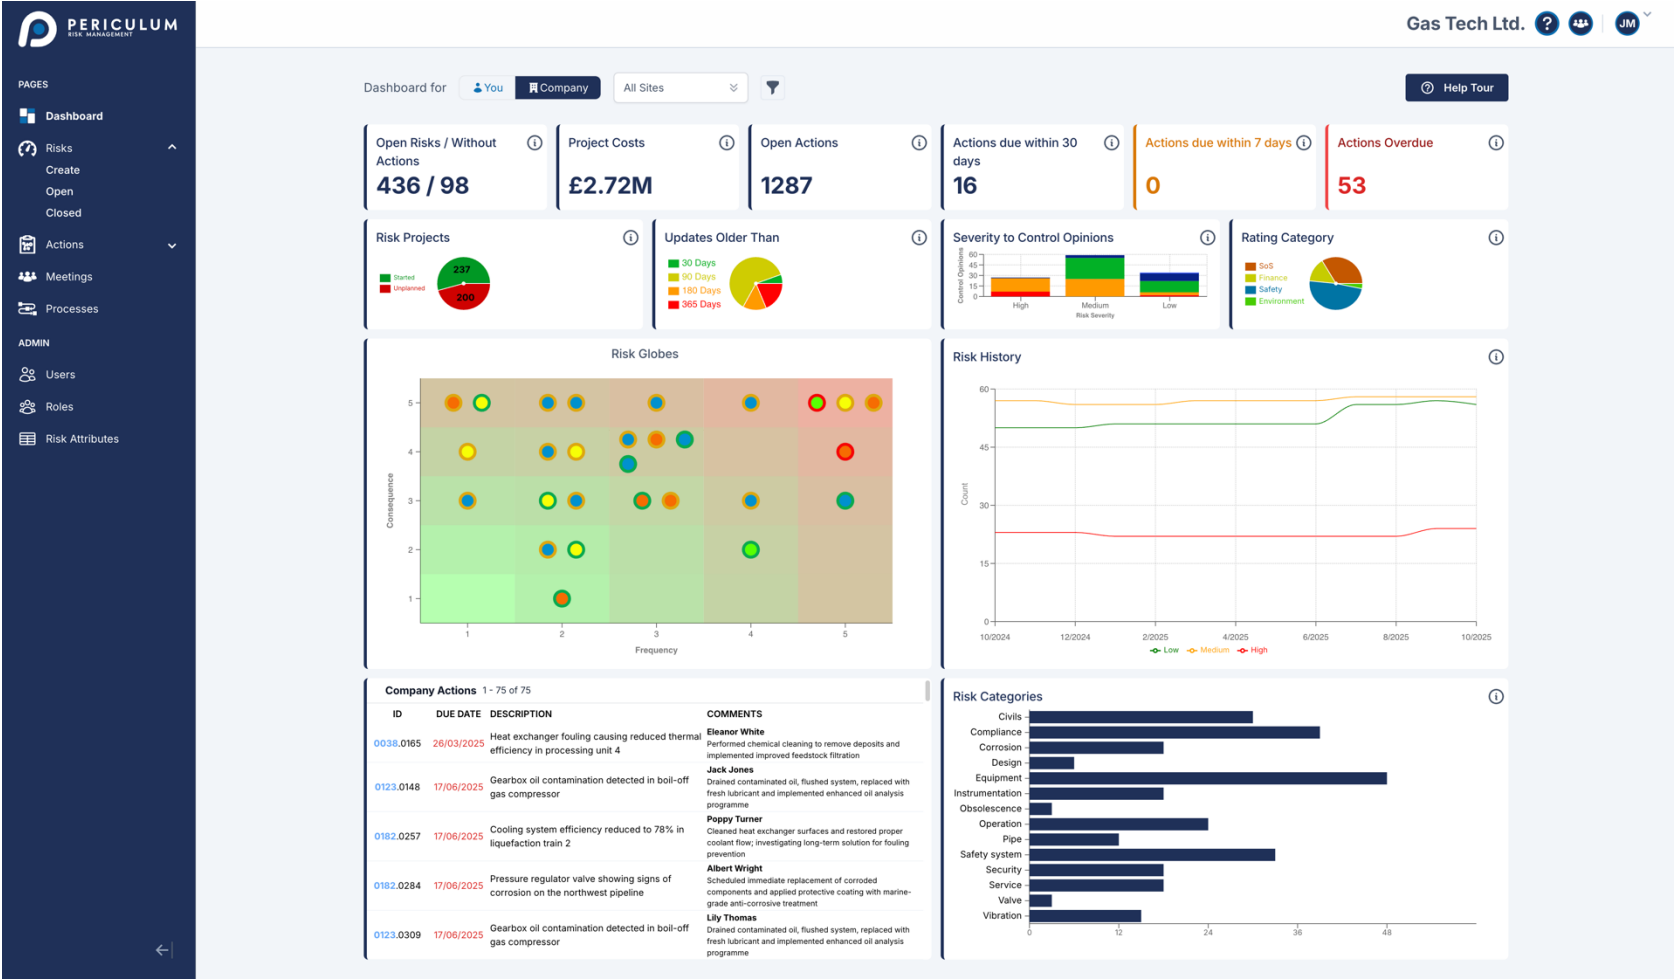 PERICULUM
RISK MANAGEMENT
Gas Tech Ltd.
?
JM
PAGES
Dashboard
Risks
Create
Open
Closed
Actions
Meetings
Processes
ADMIN
Users
Roles
Risk Attributes
Dashboard for
You
Company
All Sites
Help Tour
Open Risks / Without
Actions
436 / 98
Project Costs
£2.72M
Open Actions
1287
Actions due within 30
days
16
Actions due within 7 days
0
Actions Overdue
53
Risk Projects
Started
Unplanned
237
200
Updates Older Than
30 Days
90 Days
180 Days
365 Days
Severity to Control Opinions
Control Opinions
60
45
30
15
0
High
Medium
Low
Risk Severity
Rating Category
SoS
Finance
Safety
Environment
Risk Globes
Consequence
5
4
3
2
1
1
2
3
4
5
Frequency
Risk History
Count
60
45
30
15
0
10/2024
12/2024
2/2025
4/2025
6/2025
8/2025
10/2025
Low
Medium
High
Company Actions 1 - 75 of 75
ID DUE DATE DESCRIPTION COMMENTS
0038.0165 26/03/2025
Heat exchanger fouling causing reduced thermal
efficiency in processing unit 4
Eleanor White
Performed chemical cleaning to remove deposits and
implemented improved feedstock filtration
0123.0148 17/06/2025
Gearbox oil contamination detected in boil-off
gas compressor
Jack Jones
Drained contaminated oil, flushed system, replaced with
fresh lubricant and implemented enhanced oil analysis
programme
0182.0257 17/06/2025
Cooling system efficiency reduced to 78% in
liquefaction train 2
Poppy Turner
Cleaned heat exchanger surfaces and restored proper
coolant flow; investigating long-term solution for fouling
prevention
0182.0284 17/06/2025
Pressure regulator valve showing signs of
corrosion on the northwest pipeline
Albert Wright
Scheduled immediate replacement of corroded
components and applied protective coating with marine-
grade anti-corrosive treatment
0123.0309 17/06/2025
Gearbox oil contamination detected in boil-off
gas compressor
Lily Thomas
Drained contaminated oil, flushed system, replaced with
fresh lubricant and implemented enhanced oil analysis
programme
Risk Categories
Civils
Compliance
Corrosion
Design
Equipment
Instrumentation
Obsolescence
Operation
Pipe
Safety system
Security
Service
Valve
Vibration
0
12
24
36
48